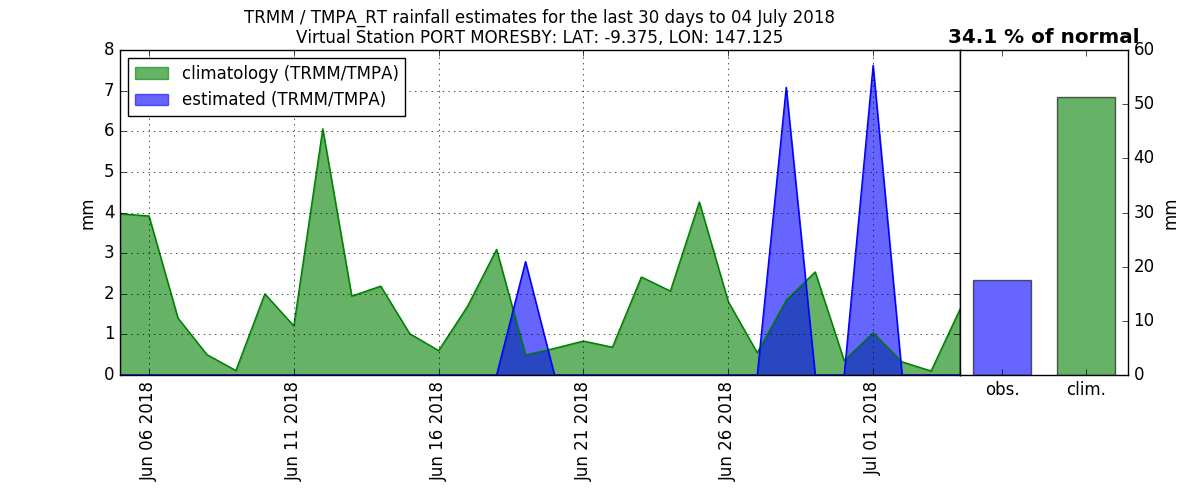 TRMM / TMPA_RT rainfall estimates for the last 30 days to 04 July 2018
Virtual Station PORT MORESBY: LAT: -9.375, LON: 147.125
34.1 % of normal
climatology (TRMM/TMPA)
estimated (TRMM/TMPA)
8
7
6
5
4
3
2
1
0
mm
Jun 06 2018
Jun 11 2018
Jun 16 2018
Jun 21 2018
Jun 26 2018
Jul 01 2018
obs.
clim.
60
50
40
30
20
10
0
mm